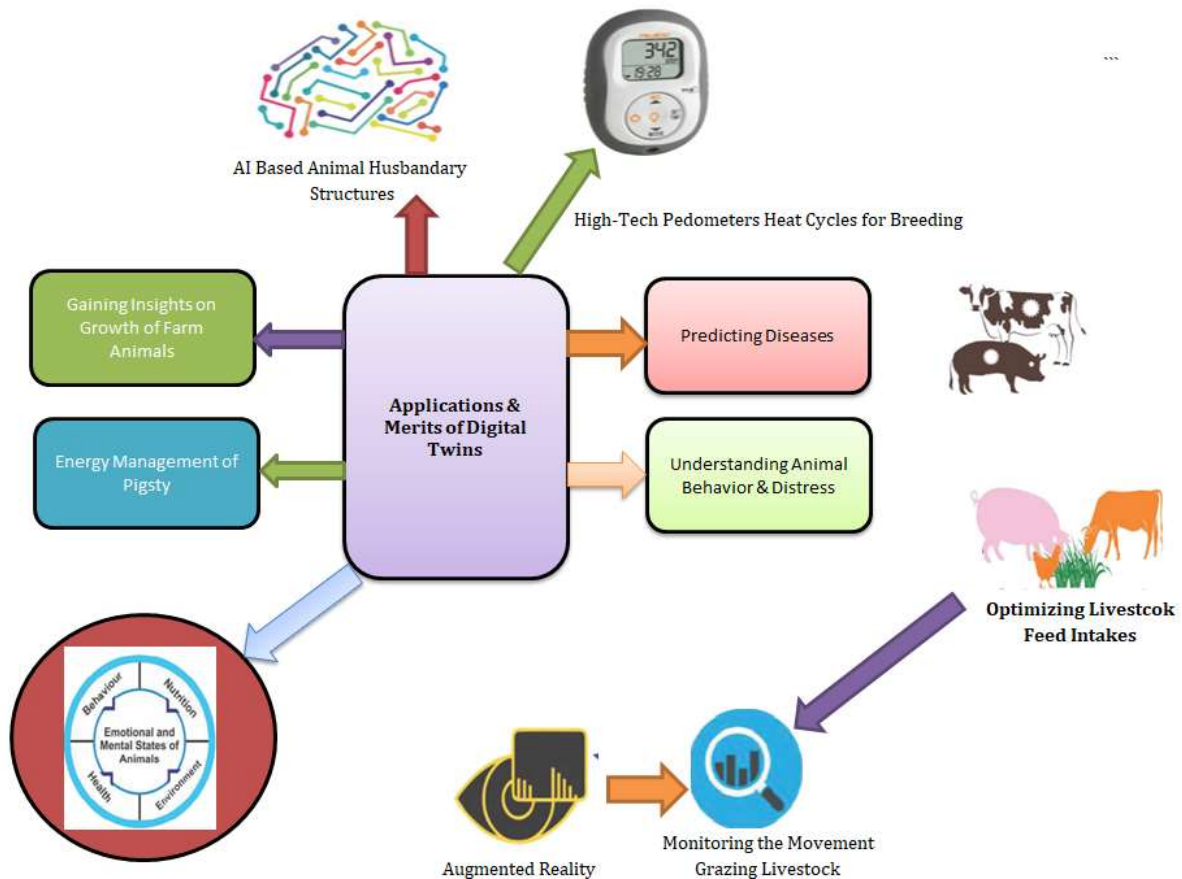 ```
342
19:28
AI Based Animal Husbandary
Structures
High-Tech Pedometers Heat Cycles for Breeding
Gaining Insights on
Growth of Farm
Animals
Predicting Diseases
Applications &
Merits of Digital
Twins
Energy Management of
Pigsty
Understanding Animal
Behavior & Distress
Optimizing Livestcok
Feed Intakes
Behaviour
Nutrition
Emotional and
Mental States of
Animals
Health
Environment
Augmented Reality
Monitoring the Movement
Grazing Livestock